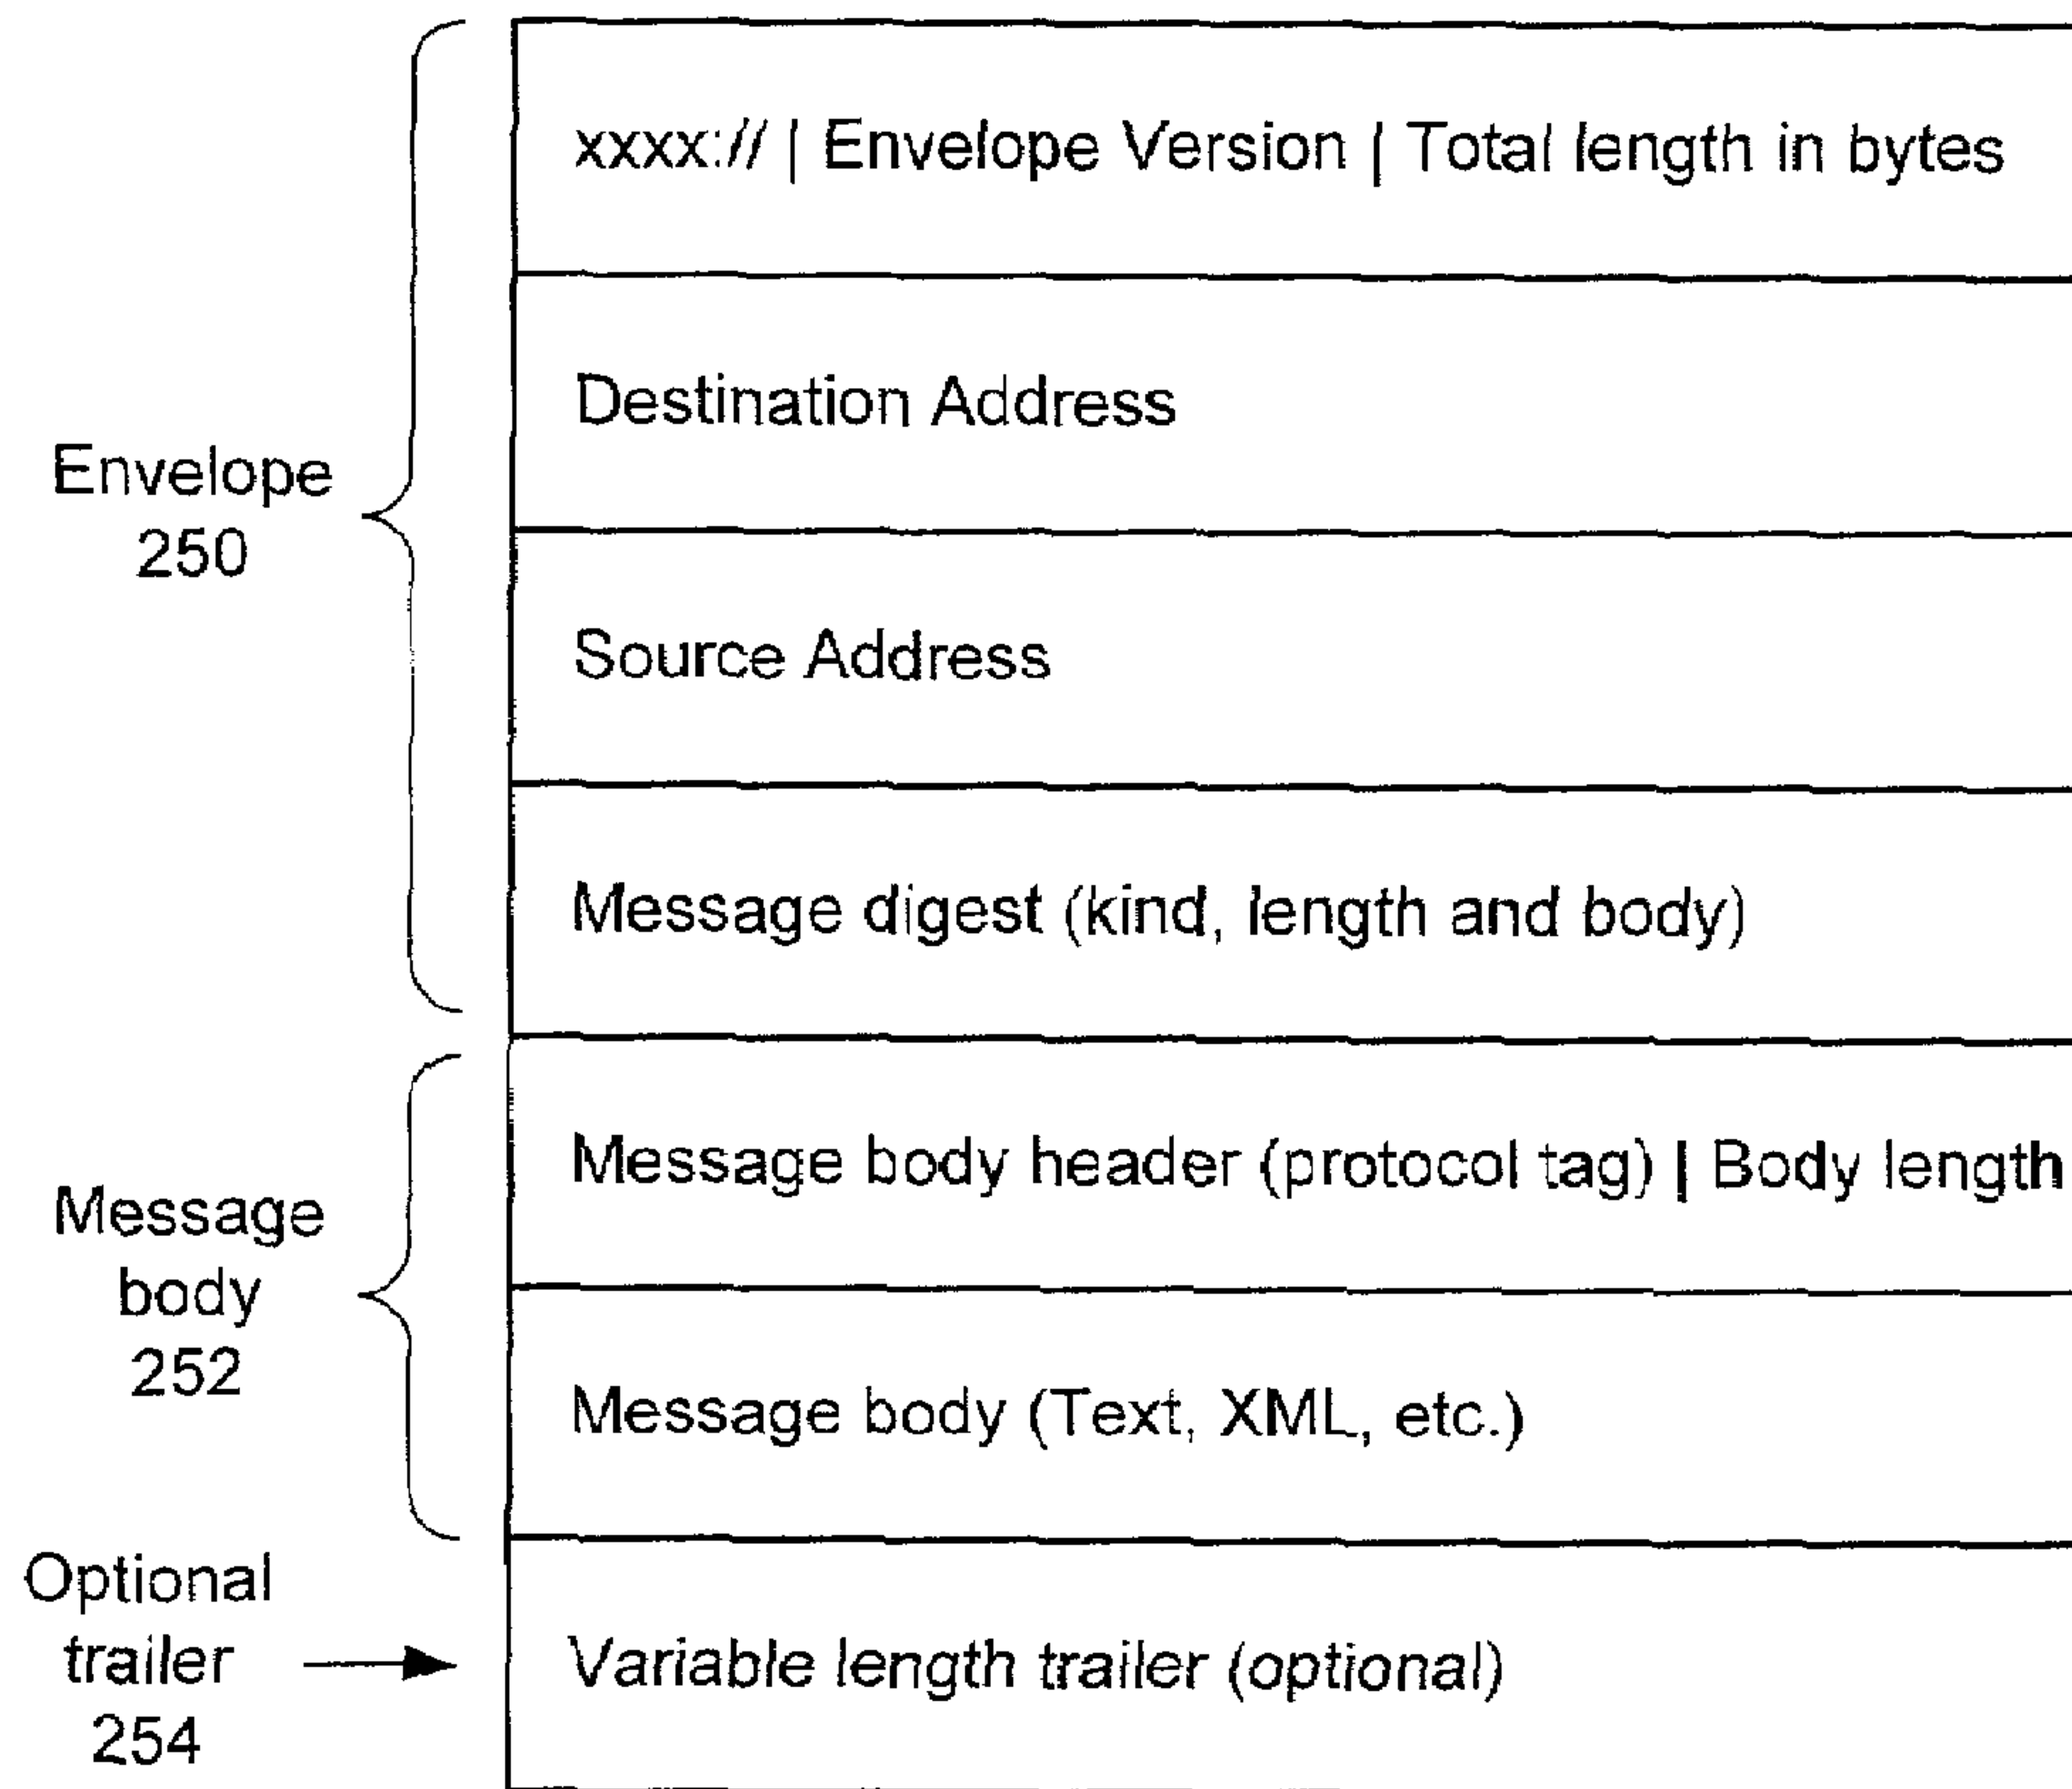 xxxx:// | Envelope Version | Total length in bytes
Destination Address
Envelope
250
Source Address
Message digest (kind, length and body)
Message body header (protocol tag) | Body length
Message
body
252
Message body (Text, XML, etc.)
Optional
trailer
254
Variable length trailer (optional)